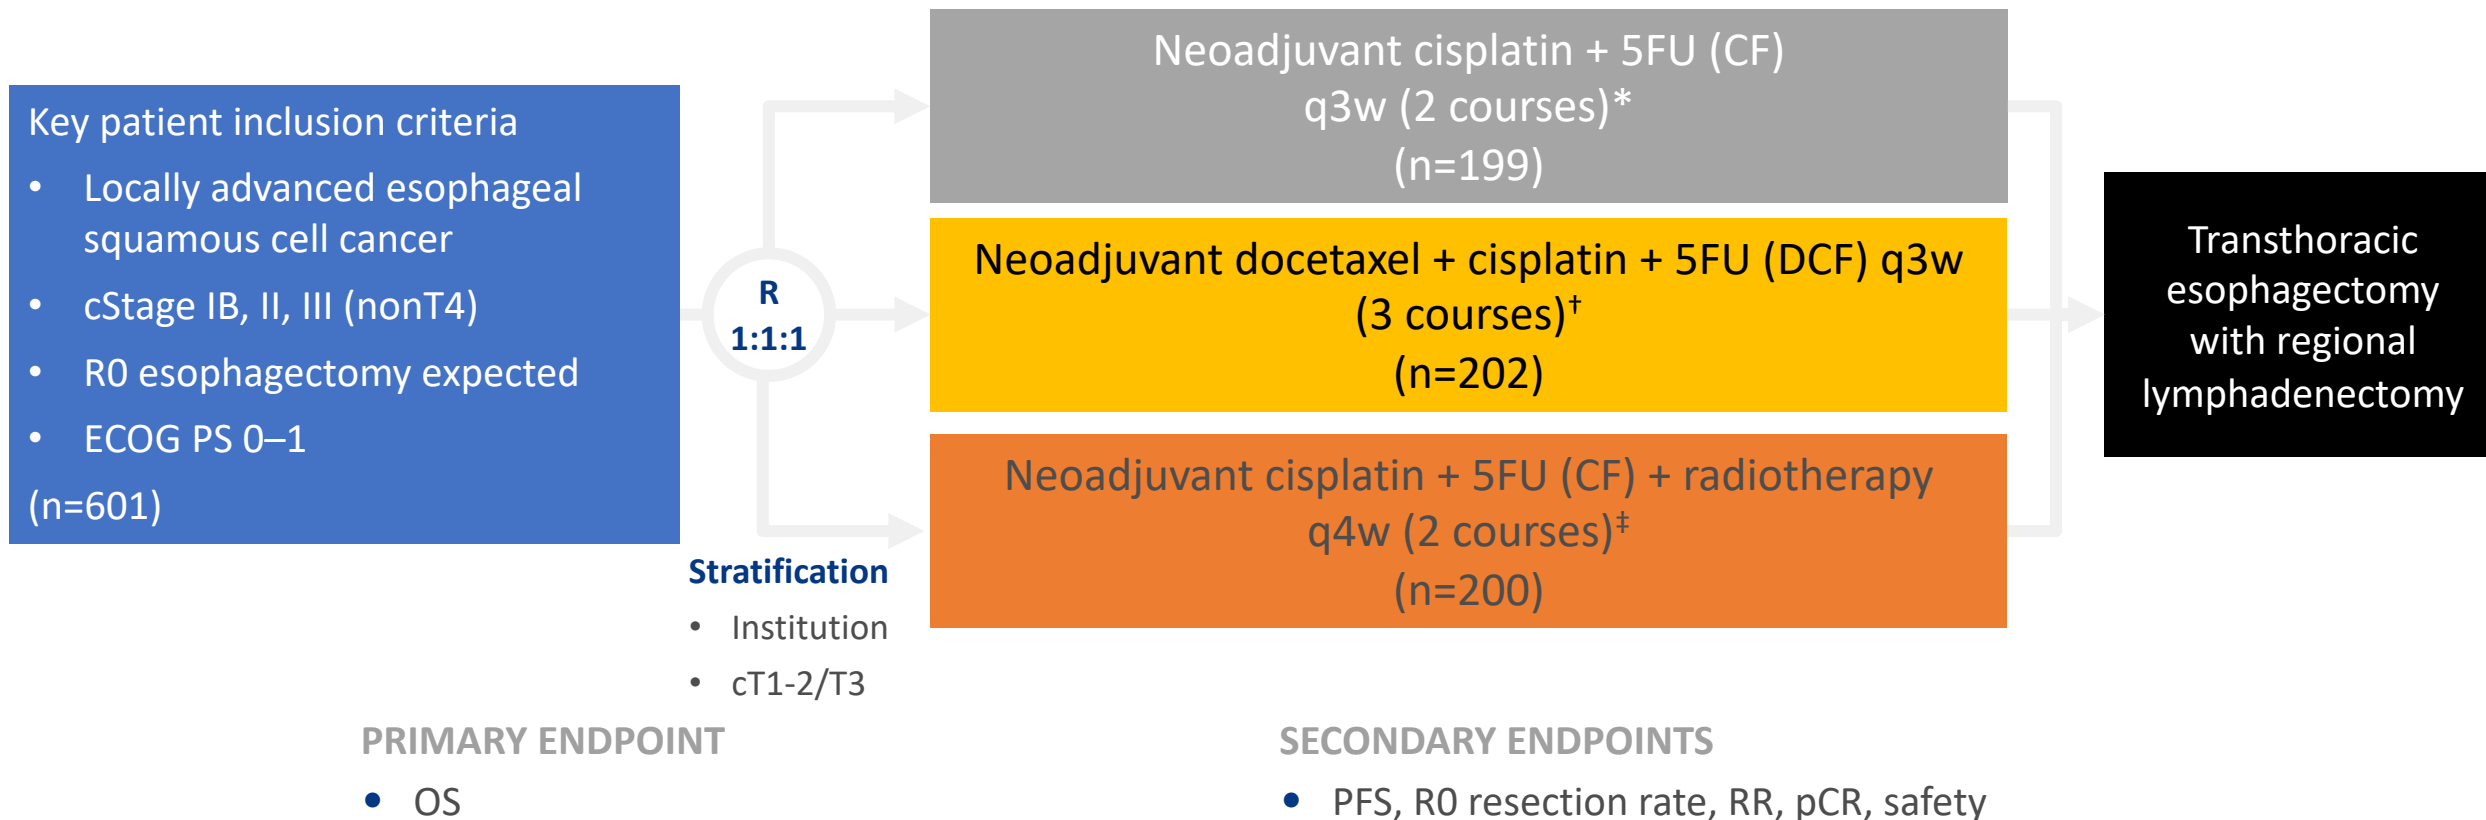 Key patient inclusion criteria
• Locally advanced esophageal
squamous cell cancer
• cStage IB, II, III (nonT4)
• R0 esophagectomy expected
• ECOG PS 0–1
(n=601)
R
1:1:1
Stratification
• Institution
• cT1-2/T3
Neoadjuvant cisplatin + 5FU (CF)
q3w (2 courses)*
(n=199)
Neoadjuvant docetaxel + cisplatin + 5FU (DCF) q3w
(3 courses)†
(n=202)
Neoadjuvant cisplatin + 5FU (CF) + radiotherapy
q4w (2 courses)‡
(n=200)
Transthoracic
esophagectomy
with regional
lymphadenectomy
PRIMARY ENDPOINT
• OS
SECONDARY ENDPOINTS
• PFS, R0 resection rate, RR, pCR, safety